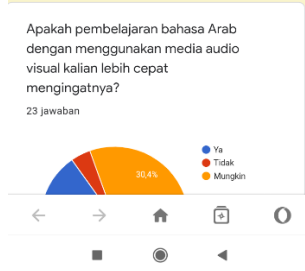 Apakah pembelajaran bahasa Arab
dengan menggunakan media audio
visual kalian lebih cepat
mengingatnya?
23 jawaban
Ya
Tidak
Mungkin
30,4%